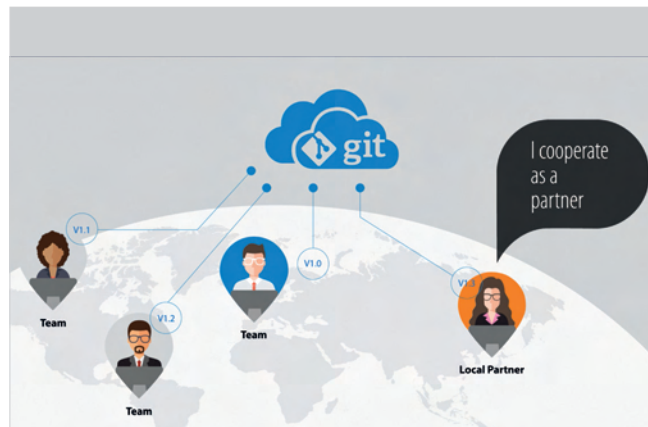 git
I cooperate
as a
partner
V1.1
V1.0
V1.3
V1.2
Team
Team
Local Partner
Team